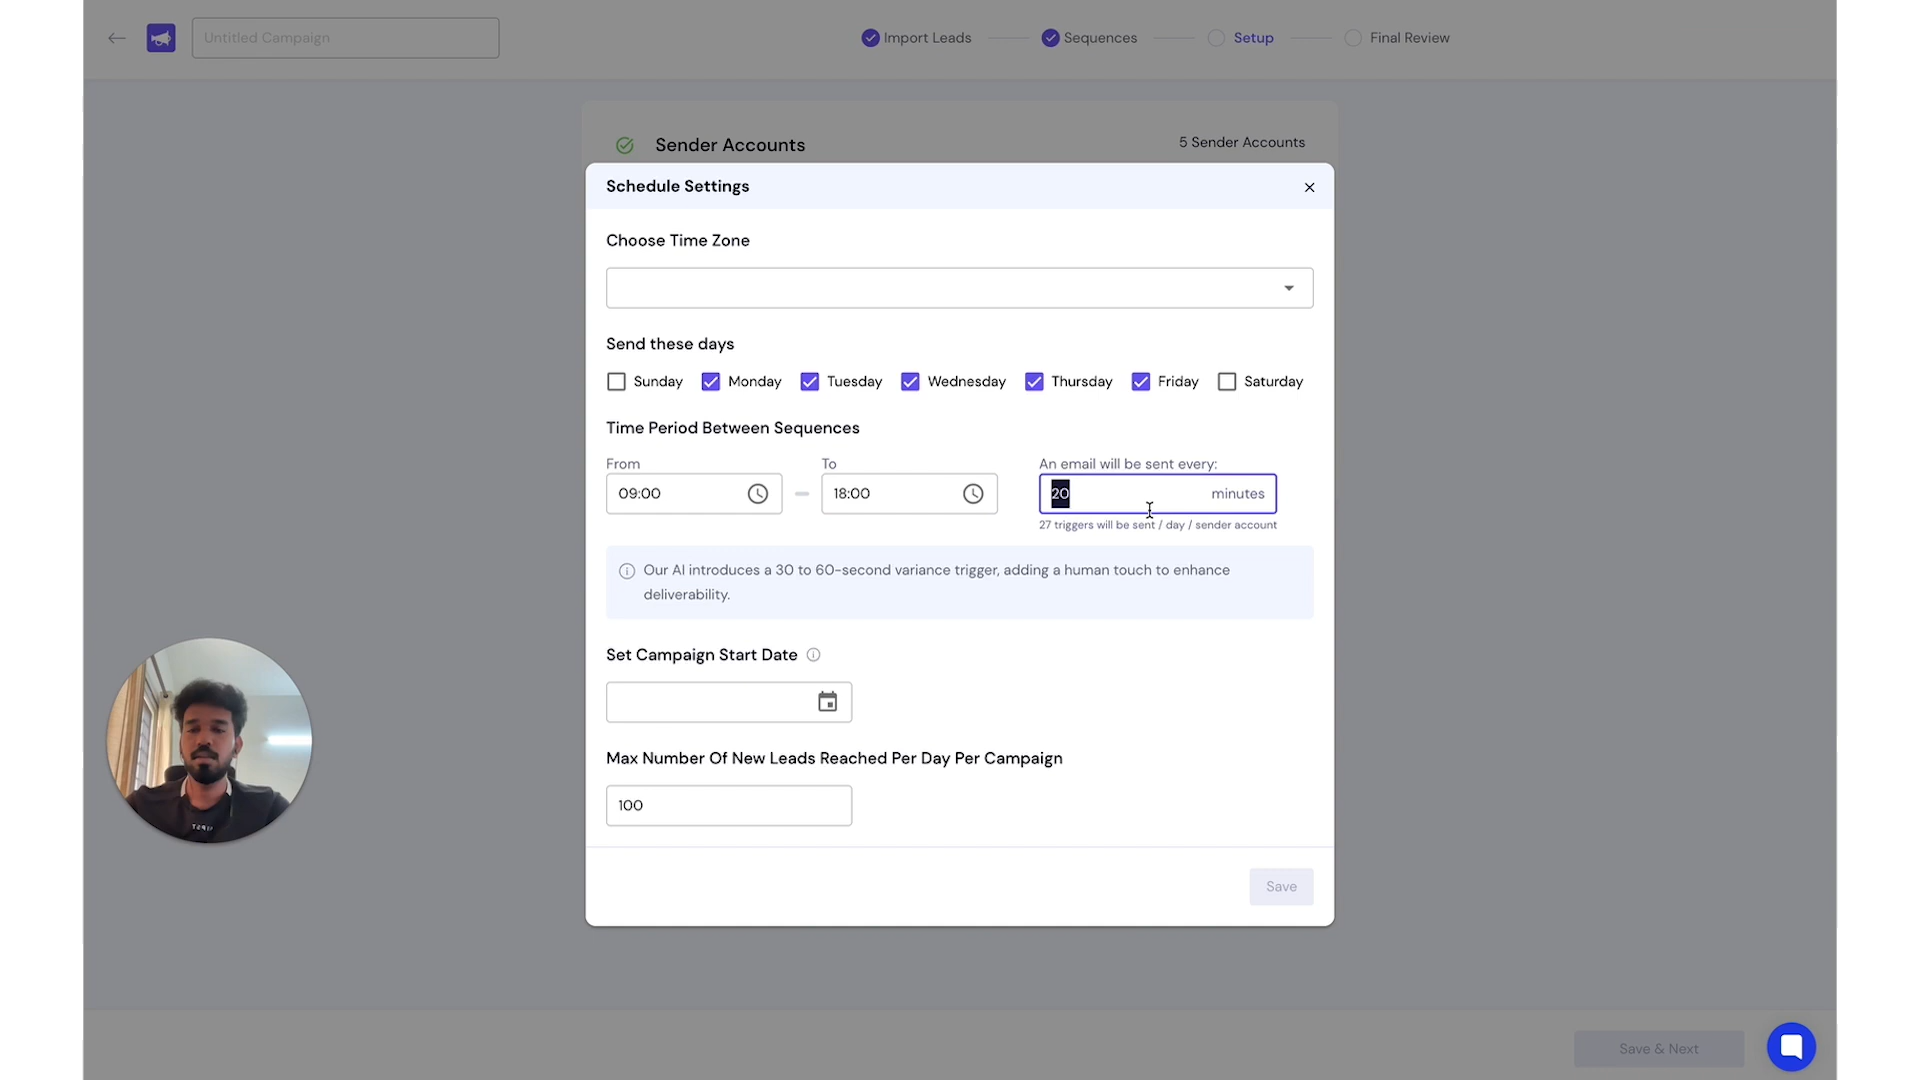 Untitled Campaign
Import Leads
Sequences
Setup
Final Review
Sender Accounts
5 Sender Accounts
Schedule Settings
Choose Time Zone
Send these days
Sunday Monday Tuesday Wednesday Thursday Friday Saturday
Time Period Between Sequences
From To An email will be sent every:
09:00 18:00 20 minutes
27 triggers will be sent / day / sender account
Our AI introduces a 30 to 60-second variance trigger, adding a human touch to enhance
deliverability.
Set Campaign Start Date
Max Number Of New Leads Reached Per Day Per Campaign
100
Save
Save & Next